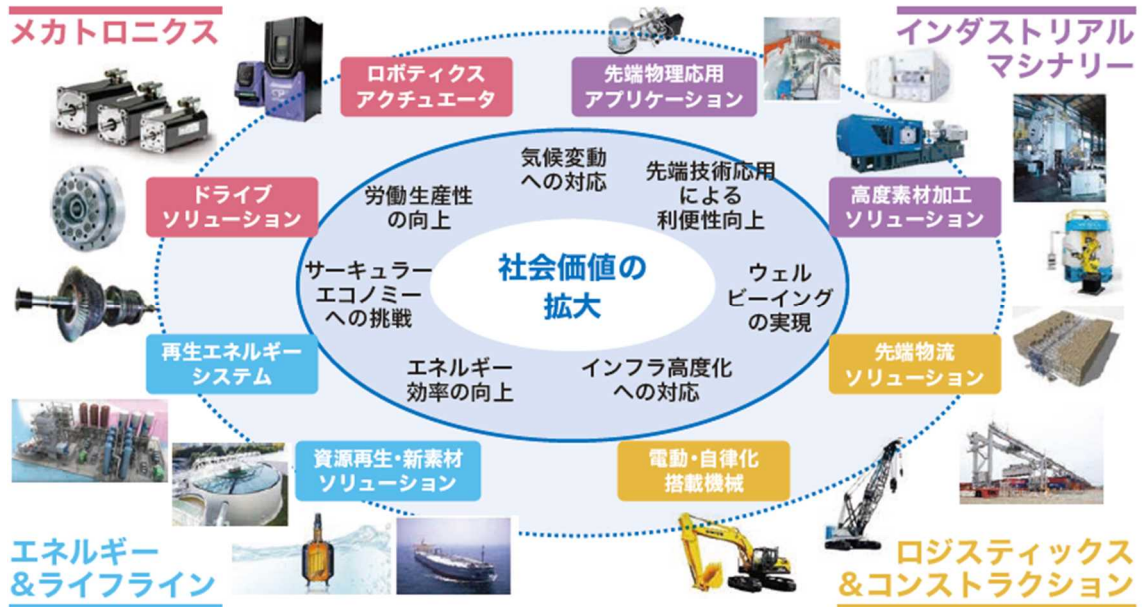 メカトロニクス
インダストリアル
マシナリー
ロボティクス
アクチュエータ
先端物理応用
アプリケーション
ドライブ
ソリューション
高度素材加工
ソリューション
気候変動
への対応
労働生産性
の向上
先端技術応用
による
利便性向上
サーキュラー
エコノミー
への挑戦
社会価値の
拡大
ウェル
ビーイング
の実現
エネルギー
効率の向上
インフラ高度化
への対応
再生エネルギー
システム
先端物流
ソリューション
資源再生・新素材
ソリューション
電動・自律化
搭載機械
エネルギー
&ライフライン
ロジスティックス
&コンストラクション